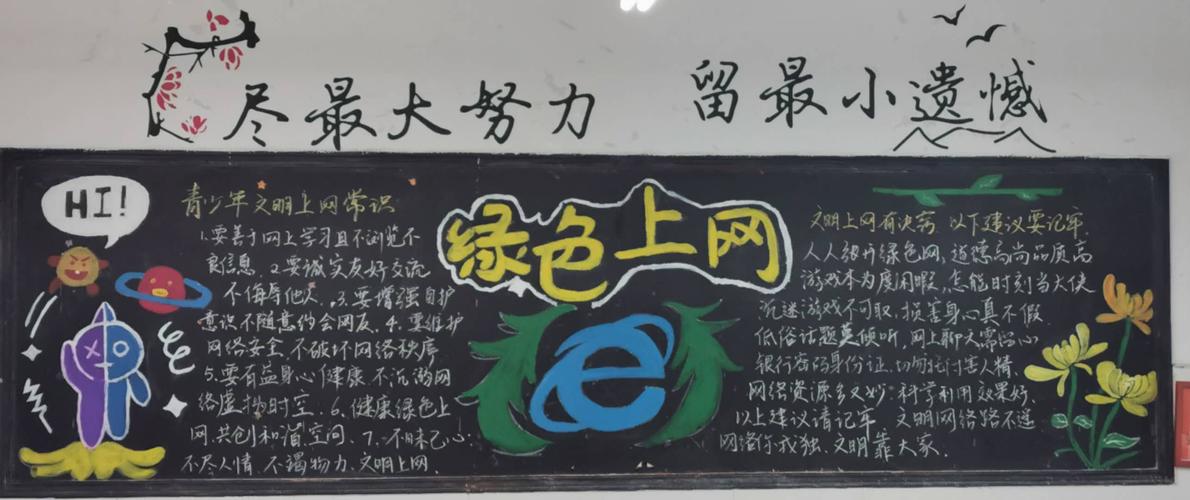 尽最大努力 留最小遗憾
HI!
青少年文明上网常识
1.要善于网上学习且不浏览不
良信息.2.要诚实友好交流
不侮辱他人.3.要增强自护
意识不随意约会网友.4.要维护
网络安全.不破坏网络秩序
5.要有益身心健康.不沉溺网
络虚拟时空.6.健康绿色上
网.共创和谐空间.7.不昧己心.
不尽人情.不竭物力.文明上网.
绿色上网
e
文明上网有决窍 以下建议要记牢
人人打开绿色网,道德高尚品质高
游戏本为度闲暇,怎能时刻当大侠
沉迷游戏不可取.损害身心真不假
低俗话题莫倾听,网上聊天需留心
银行密码身份证.切勿托付害人精.
网络资源多又妙:科学利用效果好.
以上建议请记牢 文明网络路不遥
网络你我独.文明靠大家.